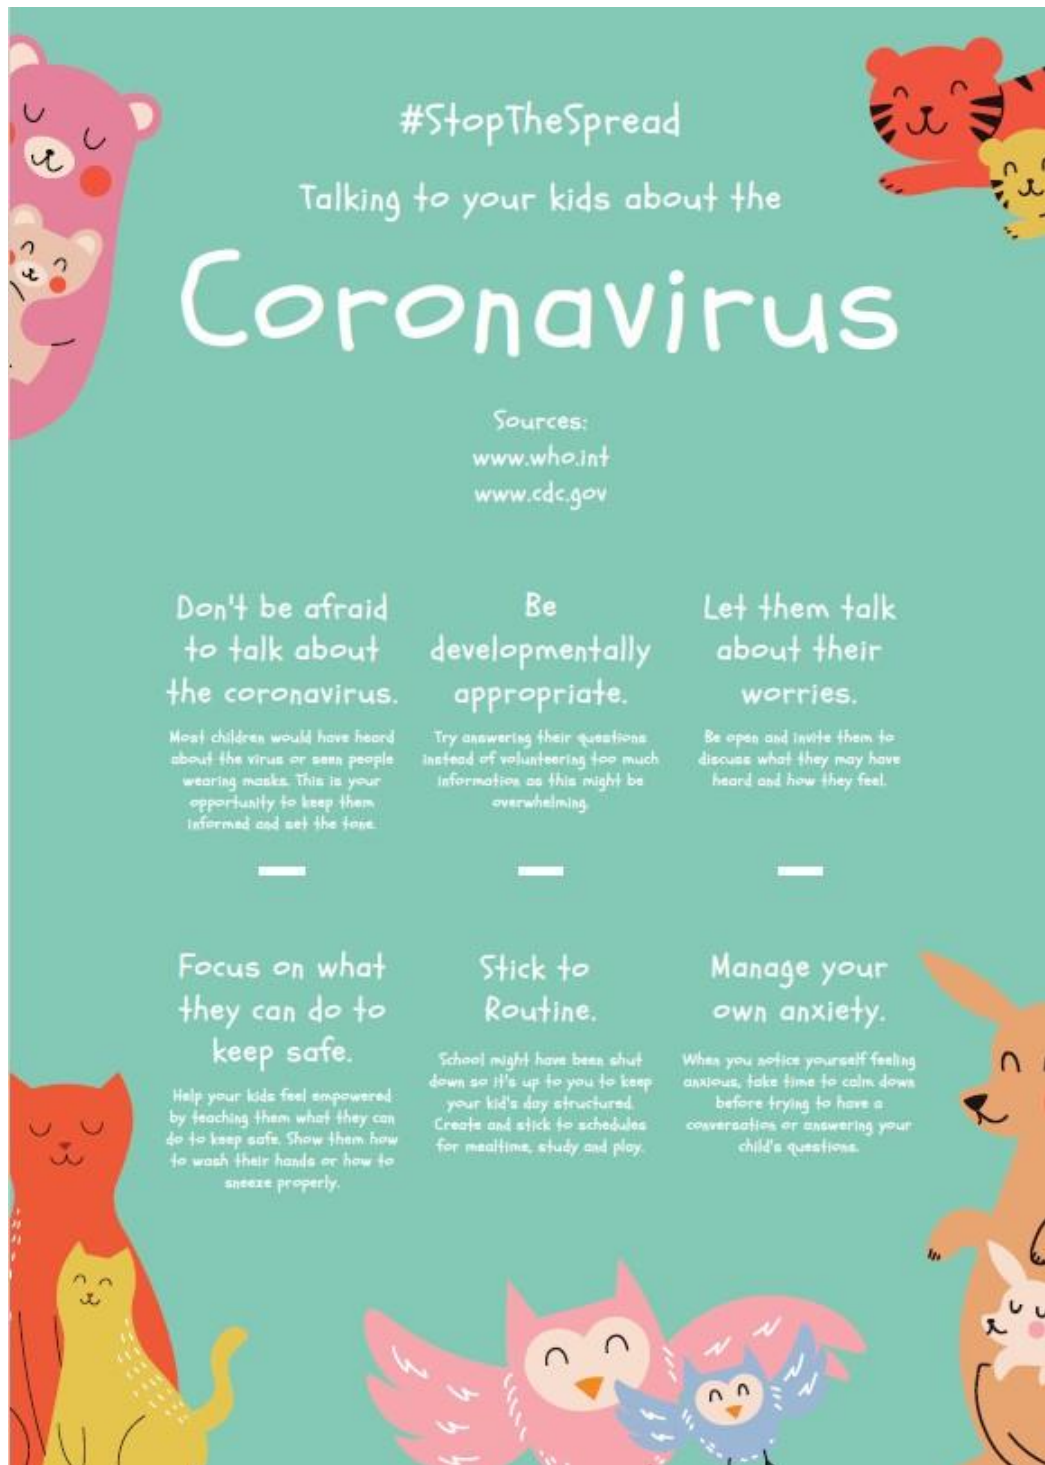 #StopTheSpread
Talking to your kids about the
Coronavirus
Sources:
www.who.int
www.cdc.gov
Don't be afraid
to talk about
the coronavirus.
Most children would have heard
about the virus or seen people
wearing masks. This is your
opportunity to keep them
informed and set the tone.
Be
developmentally
appropriate.
Try answering their questions
instead of volunteering too much
information as this might be
overwhelming.
Let them talk
about their
worries.
Be open and invite them to
discuss what they may have
heard and how they feel.
Focus on what
they can do to
keep safe.
Help your kids feel empowered
by teaching them what they can
do to keep safe. Show them how
to wash their hands or how to
sneeze properly.
Stick to
Routine.
School might have been shut
down so it's up to you to keep
your kid's day structured.
Create and stick to schedules
for mealtime, study and play.
Manage your
own anxiety.
When you notice yourself feeling
anxious, take time to calm down
before trying to have a
conversation or answering your
child's questions.